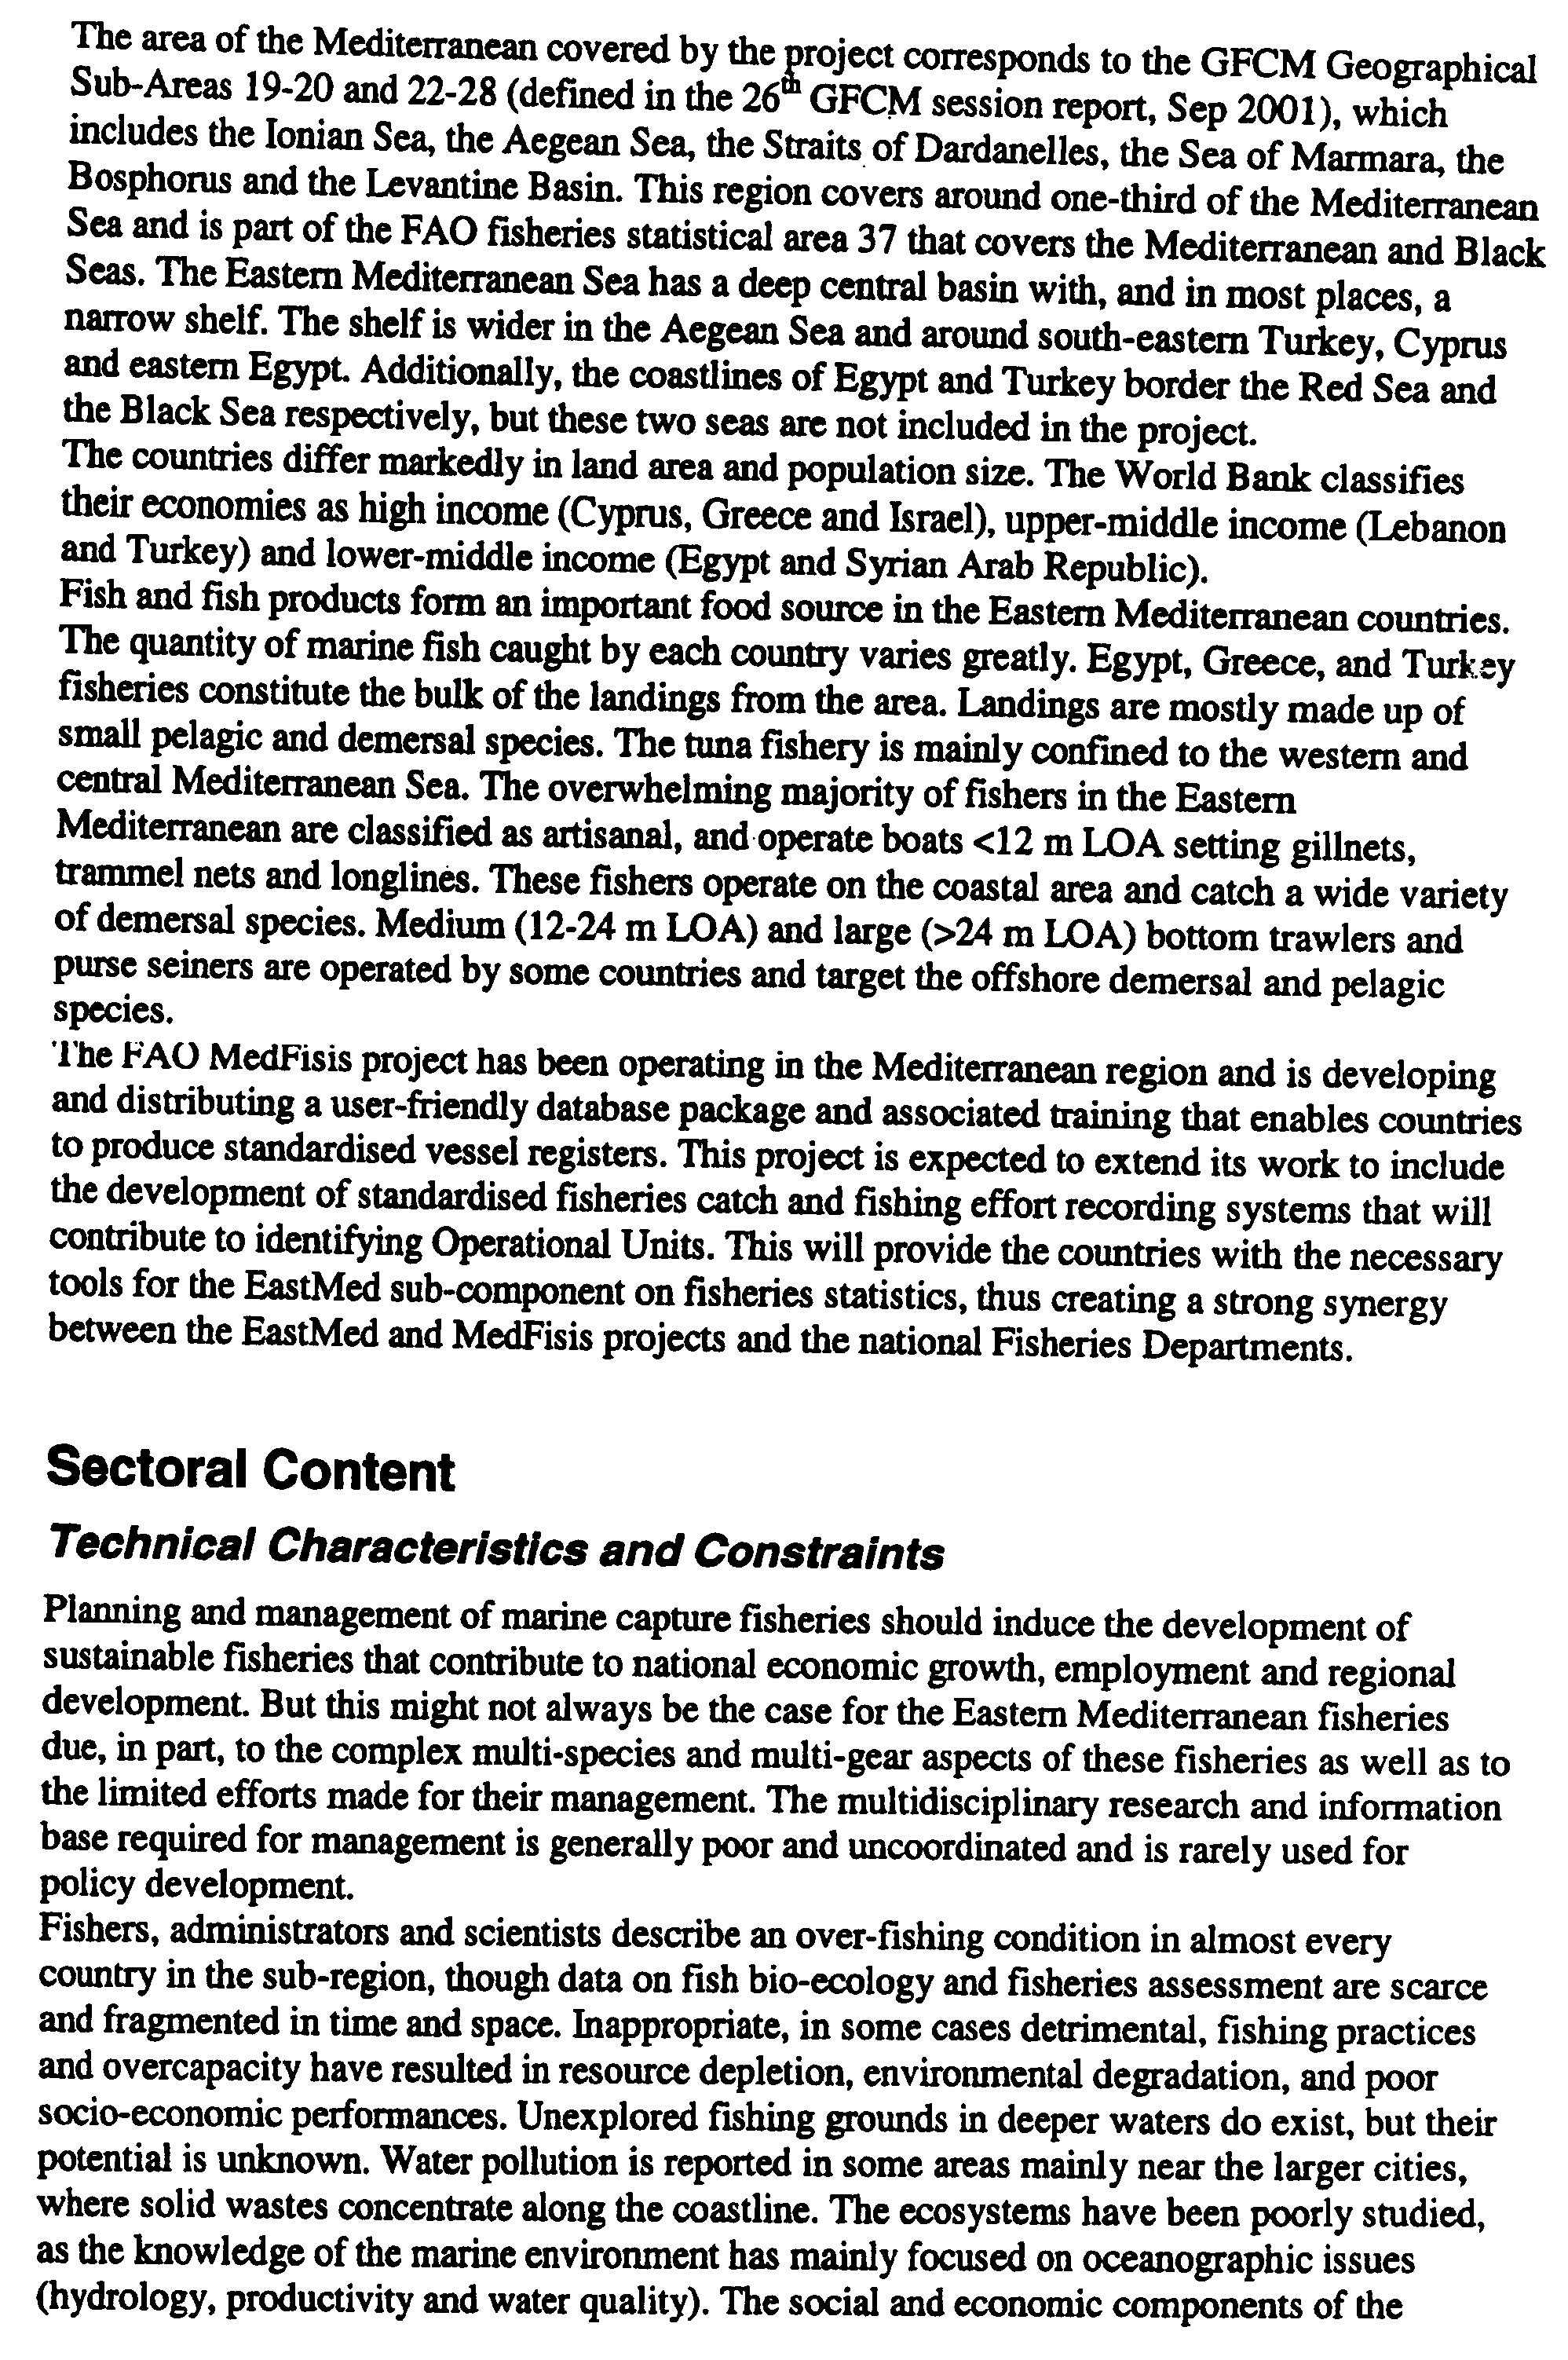 The area of the Mediterranean covered by the project corresponds to the GFCM Geographical
Sub-Areas 19-20 and 22-28 (defined in the 26th GFCM session report, Sep 2001), which
includes the Ionian Sea, the Aegean Sea, the Straits of Dardanelles, the Sea of Marmara, the
Bosphorus and the Levantine Basin. This region covers around one-third of the Mediterranean
Sea and is part of the FAO fisheries statistical area 37 that covers the Mediterranean and Black
Seas. The Eastern Mediterranean Sea has a deep central basin with, and in most places, a
narrow shelf. The shelf is wider in the Aegean Sea and around south-eastern Turkey, Cyprus
and eastern Egypt. Additionally, the coastlines of Egypt and Turkey border the Red Sea and
the Black Sea respectively, but these two seas are not included in the project.
The countries differ markedly in land area and population size. The World Bank classifies
their economies as high income (Cyprus, Greece and Israel), upper-middle income (Lebanon
and Turkey) and lower-middle income (Egypt and Syrian Arab Republic).
Fish and fish products form an important food source in the Eastern Mediterranean countries.
The quantity of marine fish caught by each country varies greatly. Egypt, Greece, and Turkey
fisheries constitute the bulk of the landings from the area. Landings are mostly made up of
small pelagic and demersal species. The tuna fishery is mainly confined to the western and
central Mediterranean Sea. The overwhelming majority of fishers in the Eastern
Mediterranean are classified as artisanal, and operate boats <12 m LOA setting gillnets,
trammel nets and longlines. These fishers operate on the coastal area and catch a wide variety
of demersal species. Medium (12-24 m LOA) and large (>24 m LOA) bottom trawlers and
purse seiners are operated by some countries and target the offshore demersal and pelagic
species.
The FAO MedFisis project has been operating in the Mediterranean region and is developing
and distributing a user-friendly database package and associated training that enables countries
to produce standardised vessel registers. This project is expected to extend its work to include
the development of standardised fisheries catch and fishing effort recording systems that will
contribute to identifying Operational Units. This will provide the countries with the necessary
tools for the EastMed sub-component on fisheries statistics, thus creating a strong synergy
between the EastMed and MedFisis projects and the national Fisheries Departments.
Sectoral Content
Technical Characteristics and Constraints
Planning and management of marine capture fisheries should induce the development of
sustainable fisheries that contribute to national economic growth, employment and regional
development. But this might not always be the case for the Eastern Mediterranean fisheries
due, in part, to the complex multi-species and multi-gear aspects of these fisheries as well as to
the limited efforts made for their management. The multidisciplinary research and information
base required for management is generally poor and uncoordinated and is rarely used for
policy development.
Fishers, administrators and scientists describe an over-fishing condition in almost every
country in the sub-region, though data on fish bio-ecology and fisheries assessment are scarce
and fragmented in time and space. Inappropriate, in some cases detrimental, fishing practices
and overcapacity have resulted in resource depletion, environmental degradation, and poor
socio-economic performances. Unexplored fishing grounds in deeper waters do exist, but their
potential is unknown. Water pollution is reported in some areas mainly near the larger cities,
where solid wastes concentrate along the coastline. The ecosystems have been poorly studied,
as the knowledge of the marine environment has mainly focused on oceanographic issues
(hydrology, productivity and water quality). The social and economic components of the